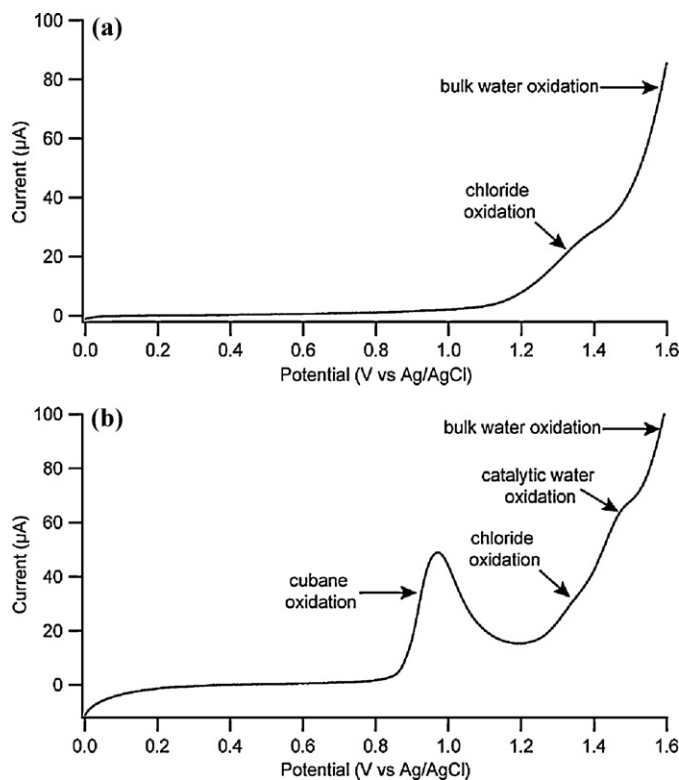 (a)
100
80
60
40
20
0
Current (µA)
bulk water oxidation
chloride
oxidation
0.0 0.2 0.4 0.6 0.8 1.0 1.2 1.4 1.6
Potential (V vs Ag/AgCl)
(b)
100
80
60
40
20
0
Current (µA)
bulk water oxidation
catalytic water
oxidation
chloride
oxidation
cubane
oxidation
0.0 0.2 0.4 0.6 0.8 1.0 1.2 1.4 1.6
Potential (V vs Ag/AgCl)